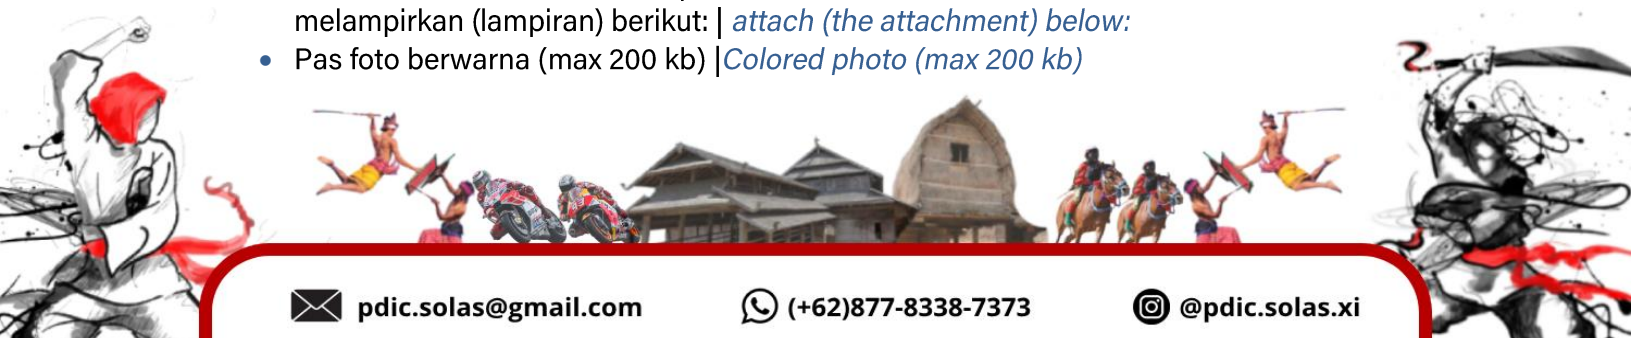 melampirkan (lampiran) berikut: | attach (the attachment) below:
• Pas foto berwarna (max 200 kb) |Colored photo (max 200 kb)
pdic.solas@gmail.com (+62)877-8338-7373 @pdic.solas.xi